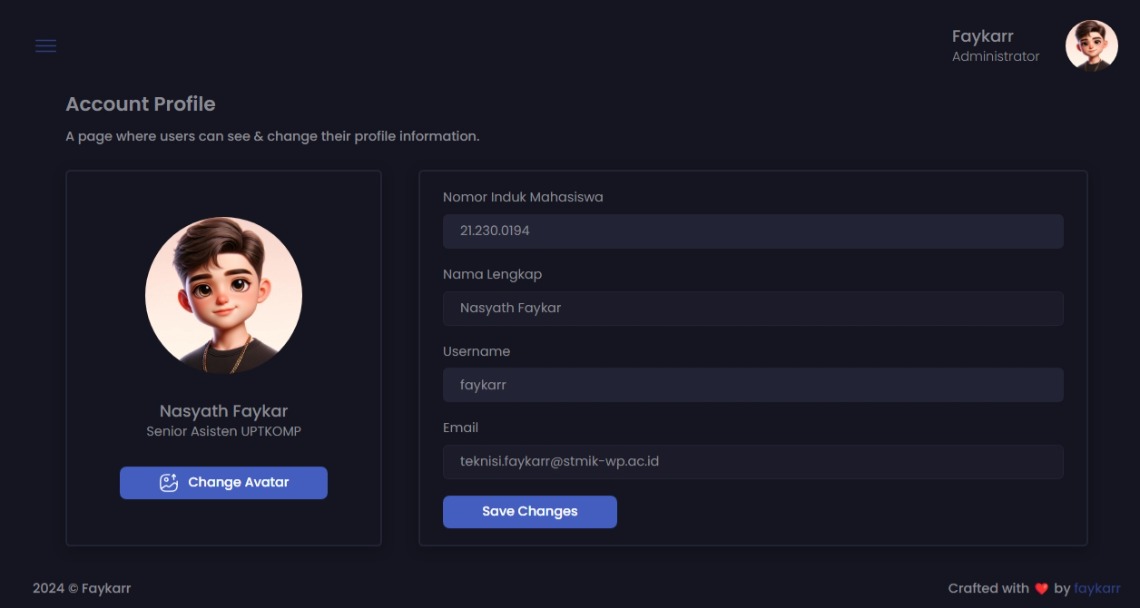 Faykarr
Administrator
Account Profile
A page where users can see & change their profile information.
Nasyath Faykar
Senior Asisten UPTKOMP
Change Avatar
Nomor Induk Mahasiswa
21.230.0194
Nama Lengkap
Nasyath Faykar
Username
faykarr
Email
teknisi.faykarr@stmik-wp.ac.id
Save Changes
2024 © Faykarr
Crafted with ❤️ by faykarr